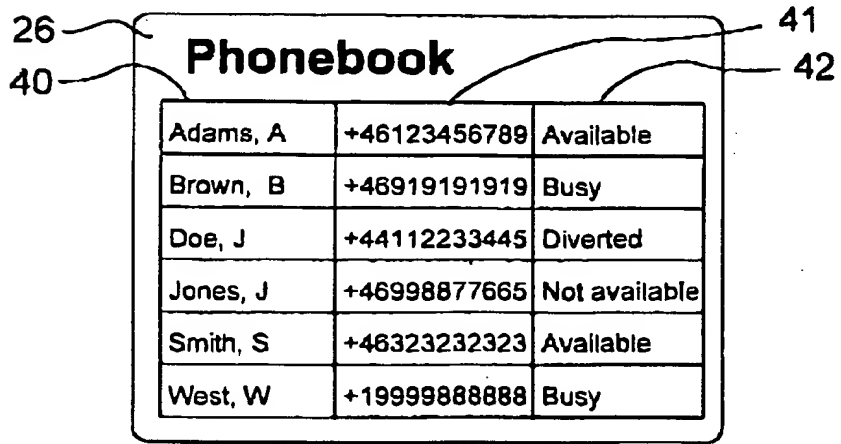 26 41
Phonebook
40 42
Adams, A +46123456789 Available
Brown, B +46919191919 Busy
Doe, J +44112233445 Diverted
Jones, J +46998877665 Not available
Smith, S +46323232323 Available
West, W +19999888888 Busy